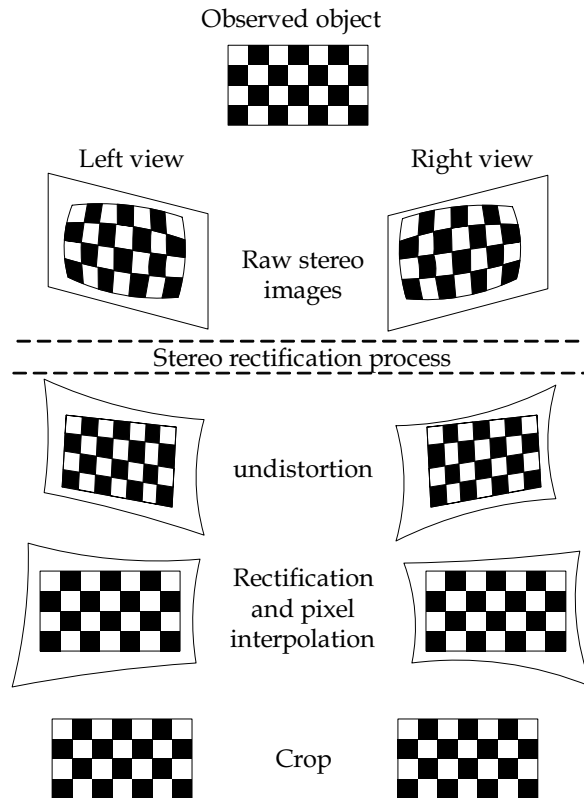 Observed object
Left view
Right view
Raw stereo
images
Stereo rectification process
undistortion
Rectification
and pixel
interpolation
Crop